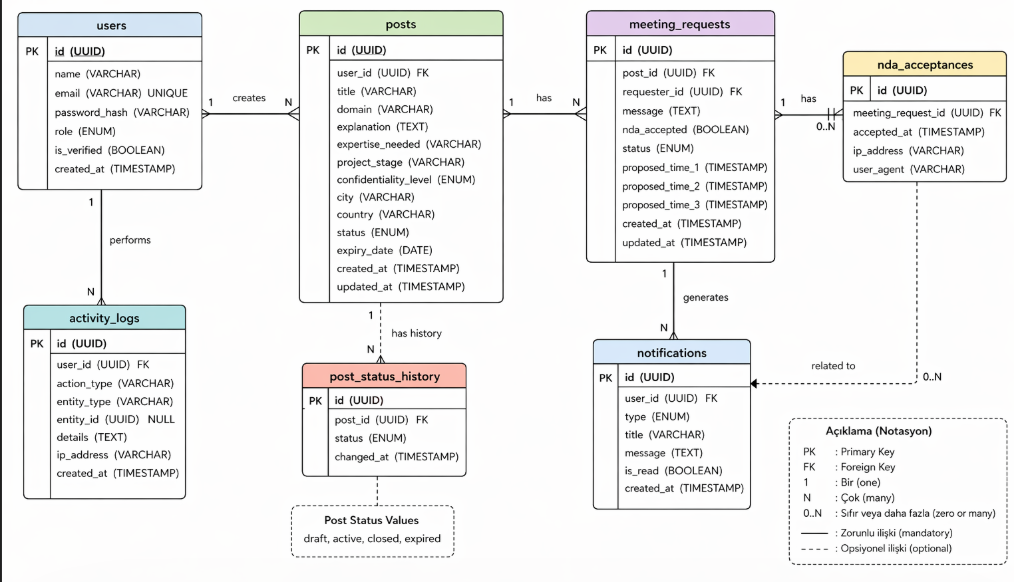 users
PK id (UUID)
name (VARCHAR)
email (VARCHAR) UNIQUE
password_hash (VARCHAR)
role (ENUM)
is_verified (BOOLEAN)
created_at (TIMESTAMP)
1 creates N
posts
PK id (UUID)
user_id (UUID) FK
title (VARCHAR)
domain (VARCHAR)
explanation (TEXT)
expertise_needed (VARCHAR)
project_stage (VARCHAR)
confidentiality_level (ENUM)
city (VARCHAR)
country (VARCHAR)
status (ENUM)
expiry_date (DATE)
created_at (TIMESTAMP)
updated_at (TIMESTAMP)
1 has N
meeting_requests
PK id (UUID)
post_id (UUID) FK
requester_id (UUID) FK
message (TEXT)
nda_accepted (BOOLEAN)
status (ENUM)
proposed_time_1 (TIMESTAMP)
proposed_time_2 (TIMESTAMP)
proposed_time_3 (TIMESTAMP)
created_at (TIMESTAMP)
updated_at (TIMESTAMP)
1 has
0..N
nda_acceptances
PK id (UUID)
meeting_request_id (UUID) FK
accepted_at (TIMESTAMP)
ip_address (VARCHAR)
user_agent (VARCHAR)
1
performs
N
activity_logs
PK id (UUID)
user_id (UUID) FK
action_type (VARCHAR)
entity_type (VARCHAR)
entity_id (UUID) NULL
details (TEXT)
ip_address (VARCHAR)
created_at (TIMESTAMP)
1
has history
N
post_status_history
PK id (UUID)
post_id (UUID) FK
status (ENUM)
changed_at (TIMESTAMP)
Post Status Values
draft, active, closed, expired
1
generates
N
notifications
PK id (UUID)
user_id (UUID) FK
type (ENUM)
title (VARCHAR)
message (TEXT)
is_read (BOOLEAN)
created_at (TIMESTAMP)
related to
0..N
Açıklama (Notasyon)
PK : Primary Key
FK : Foreign Key
1 : Bir (one)
N : Çok (many)
0..N : Sıfır veya daha fazla (zero or many)
: Zorunlu ilişki (mandatory)
: Opsiyonel ilişki (optional)